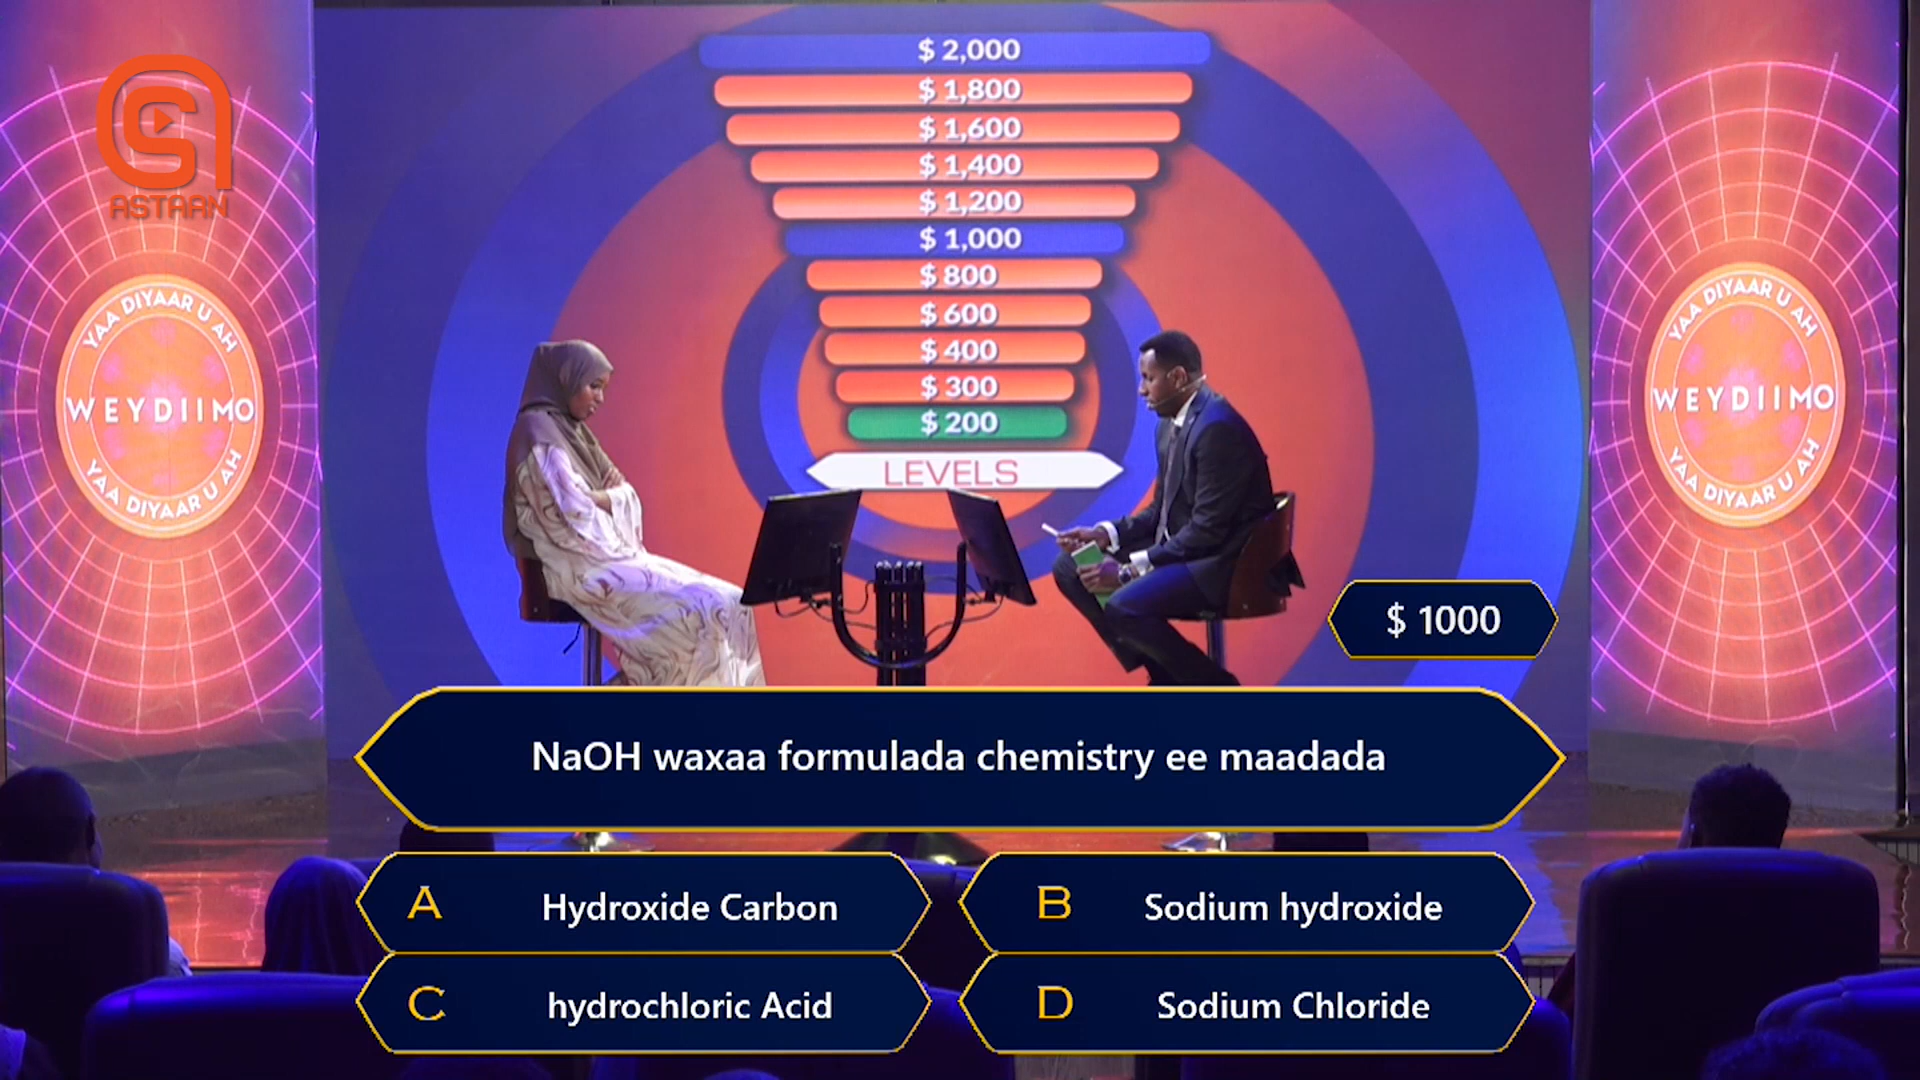 ASTAAN
$ 2,000
$ 1,800
$ 1,600
$ 1,400
$ 1,200
$ 1,000
$ 800
$ 600
$ 400
$ 300
$ 200
LEVELS
YAA DIYAAR U AH
WEYDIIMO
YAA DIYAAR U AH
YAA DIYAAR U AH
WEYDIIMO
YAA DIYAAR U AH
$ 1000
NaOH waxaa formulada chemistry ee maadada
A Hydroxide Carbon
B Sodium hydroxide
C hydrochloric Acid
D Sodium Chloride